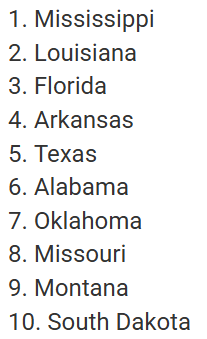 1. Mississippi
2. Louisiana
3. Florida
4. Arkansas
5. Texas
6. Alabama
7. Oklahoma
8. Missouri
9. Montana
10. South Dakota